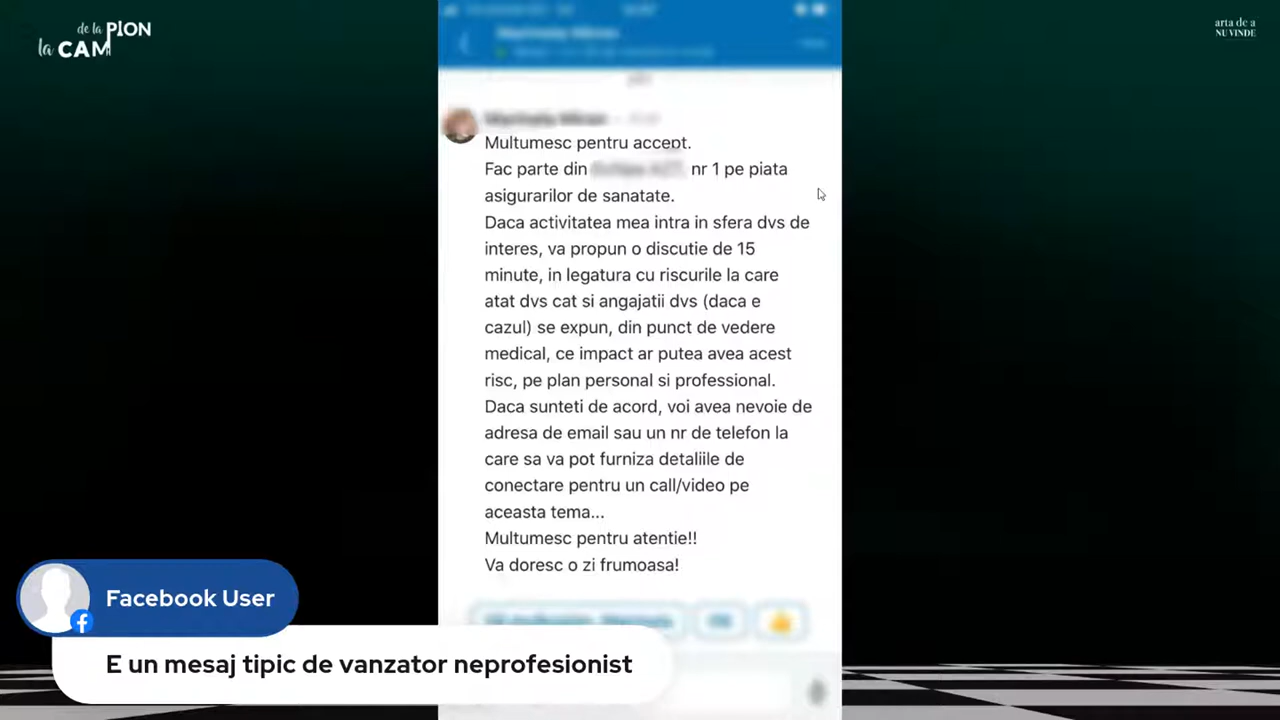 de la PION
la CAM
arta de a
NU VINDE
Multumesc pentru accept.
Fac parte din nr 1 pe piata
asigurarilor de sanatate.
Daca activitatea mea intra in sfera dvs de
interes, va propun o discutie de 15
minute, in legatura cu riscurile la care
atat dvs cat si angajatii dvs (daca e
cazul) se expun, din punct de vedere
medical, ce impact ar putea avea acest
risc, pe plan personal si professional.
Daca sunteti de acord, voi avea nevoie de
adresa de email sau un nr de telefon la
care sa va pot furniza detaliile de
conectare pentru un call/video pe
aceasta tema...
Multumesc pentru atentie!!
Va doresc o zi frumoasa!
Facebook User
E un mesaj tipic de vanzator neprofesionist